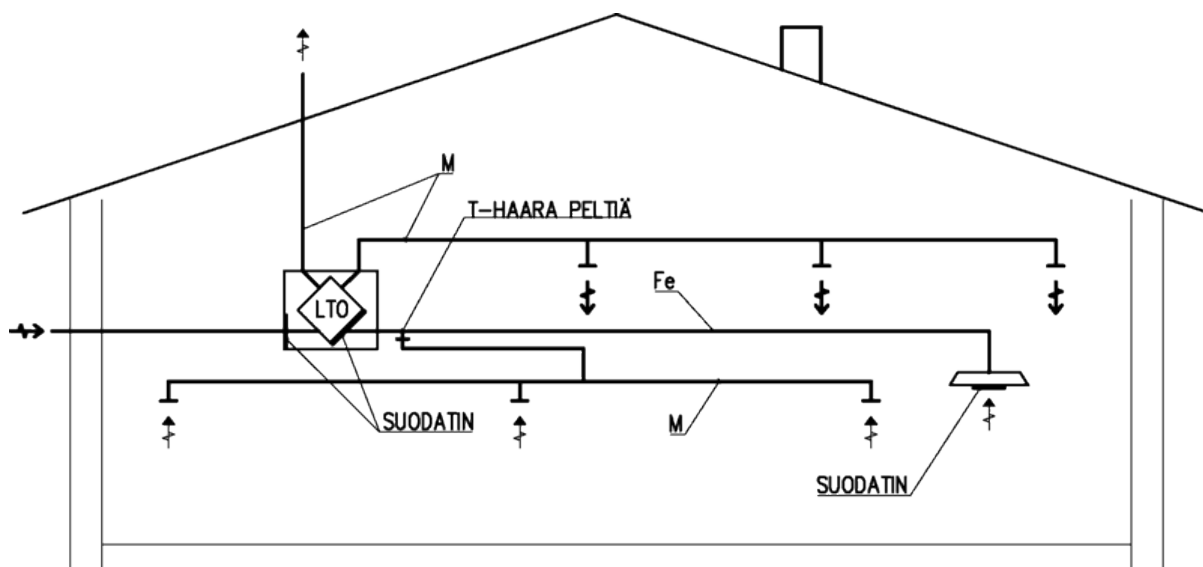 M
T-HAARA PELTIÄ
Fe
LTO
SUODATIN
M
SUODATIN